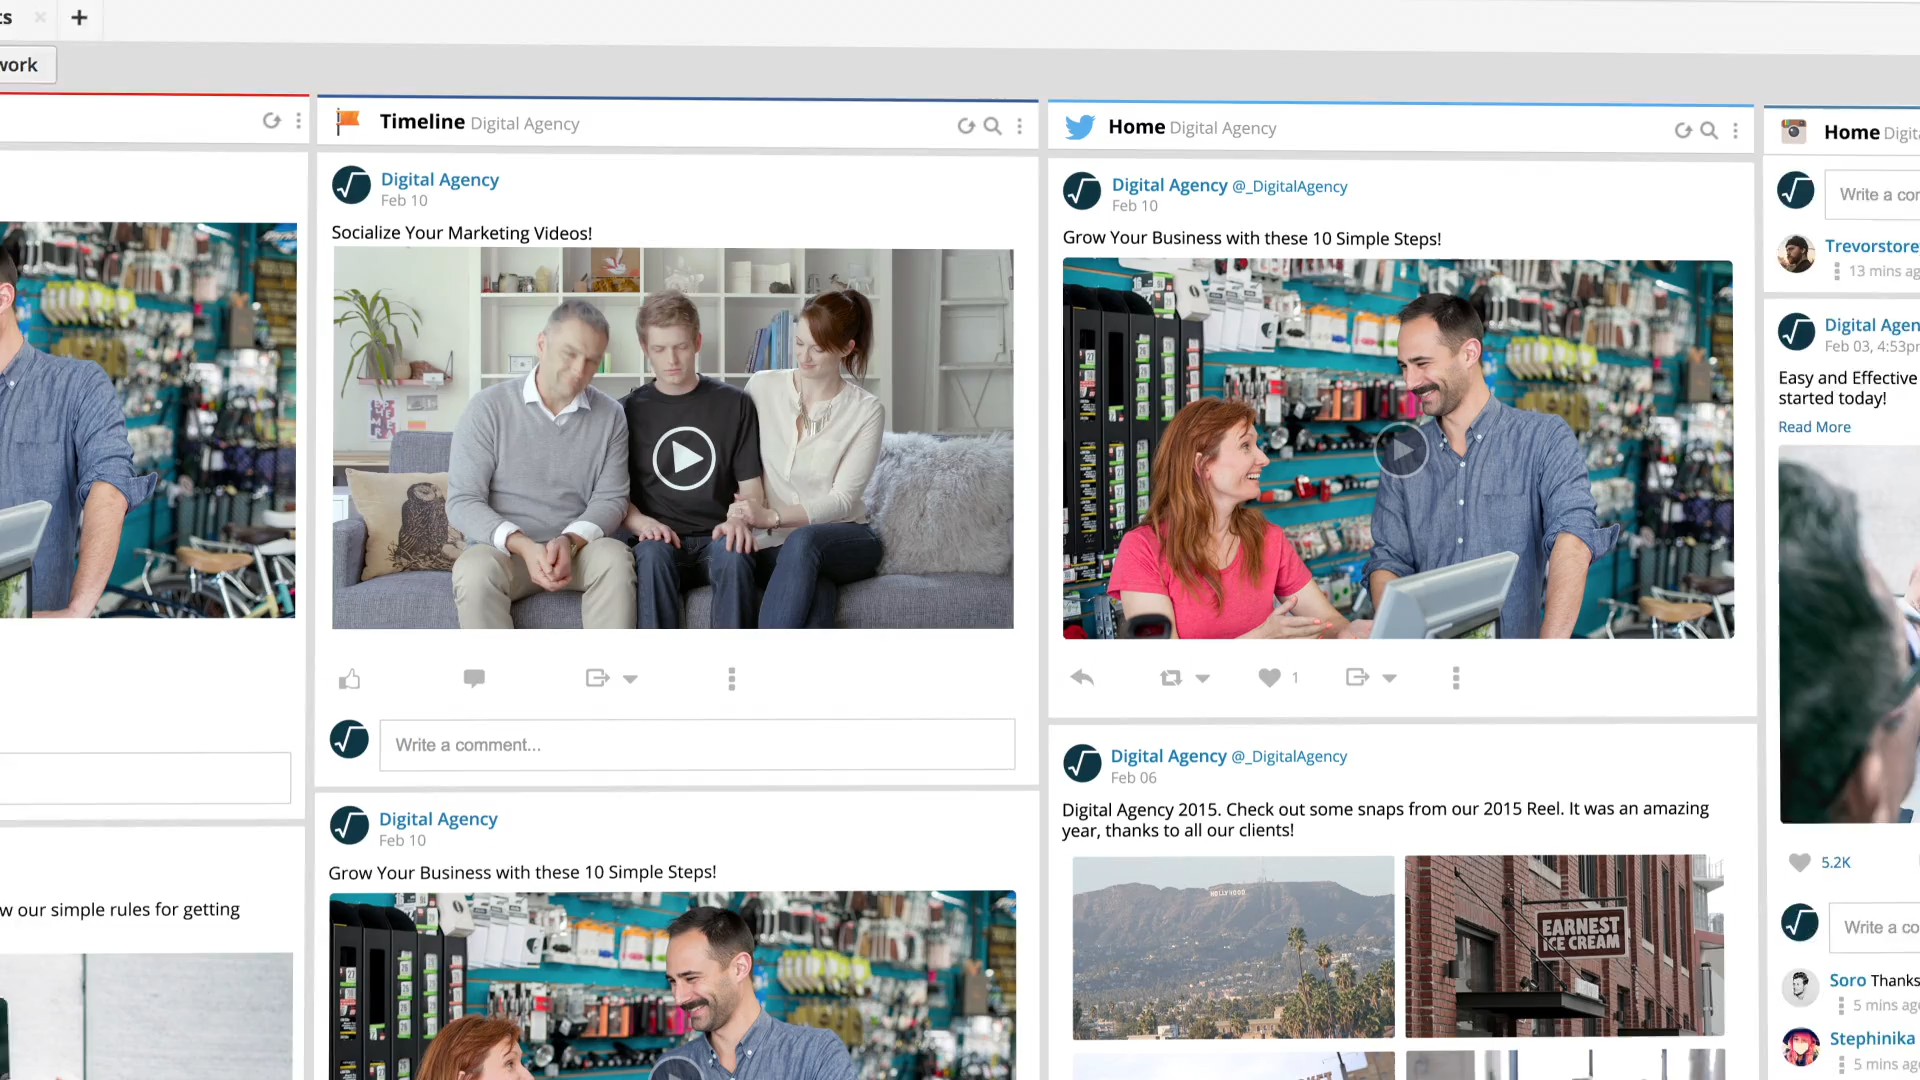 ts
work
Timeline Digital Agency
Digital Agency
Feb 10
Socialize Your Marketing Videos!
Write a comment...
Digital Agency
Feb 10
Grow Your Business with these 10 Simple Steps!
w our simple rules for getting
Home Digital Agency
Digital Agency @_DigitalAgency
Feb 10
Grow Your Business with these 10 Simple Steps!
1
Digital Agency @_DigitalAgency
Feb 06
Digital Agency 2015. Check out some snaps from our 2015 Reel. It was an amazing
year, thanks to all our clients!
HOLLYWOOD
EARNEST
ICE CREAM
Home Digit
Write a co
Trevorstore
13 mins ag
Digital Agen
Feb 03, 4:53p
Easy and Effective
started today!
Read More
5.2K
Write a co
Soro Thanks
5 mins ag
Stephinika
5 mins ag